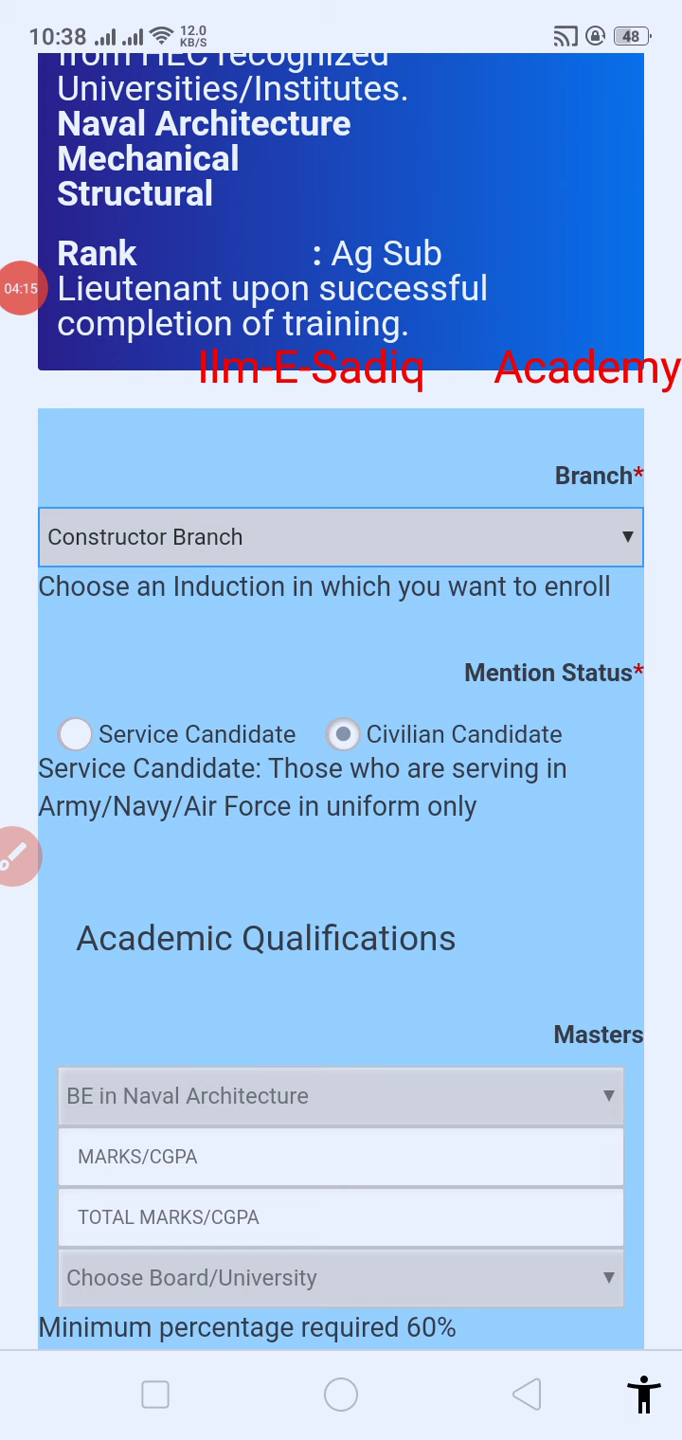 10:38 12.0 KB/S 48
from HEC recognized
Universities/Institutes.
Naval Architecture
Mechanical
Structural
Rank : Ag Sub
Lieutenant upon successful
completion of training.
04:15
Ilm-E-Sadiq Academy
Branch*
Constructor Branch
Choose an Induction in which you want to enroll
Mention Status*
Service Candidate Civilian Candidate
Service Candidate: Those who are serving in
Army/Navy/Air Force in uniform only
Academic Qualifications
Masters
BE in Naval Architecture
MARKS/CGPA
TOTAL MARKS/CGPA
Choose Board/University
Minimum percentage required 60%